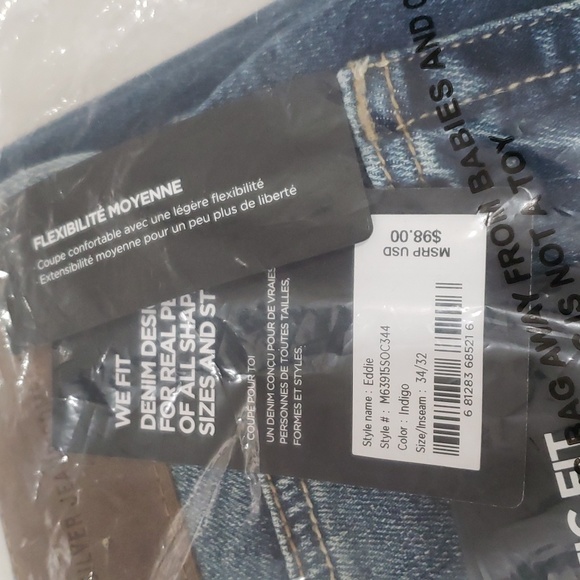 FLEXIBILITÉ MOYENNE
Coupe confortable avec une légère flexibilité
Extensibilité moyenne pour un peu plus de liberté
WE FIT
DENIM DESI
FOR REAL PE
OF ALL SHAP
SIZES AND ST
COUPE POUR TOI
UN DENIM CONÇU POUR DE VRAIES
PERSONNES DE TOUTES TAILLES,
FORMES ET STYLES.
MSRP USD
$98.00
Style name : Eddie
Style # : M63915SOC344
Color : Indigo
Size/Inseam : 34/32
6 81283 68521 6
AWAY FROM BABIES AND
BAG IS NOT A TOY
FIT